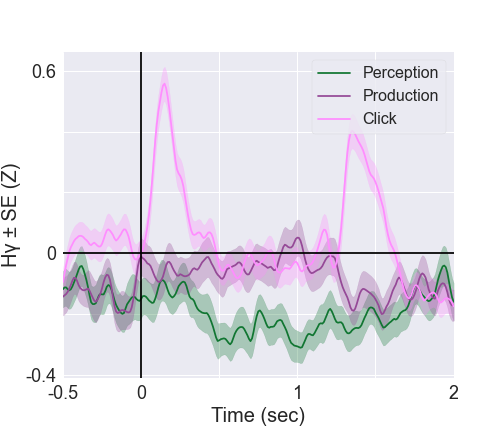 Hγ ± SE (Z)
0.6
0
-0.4
Perception
Production
Click
-0.5
0
1
2
Time (sec)